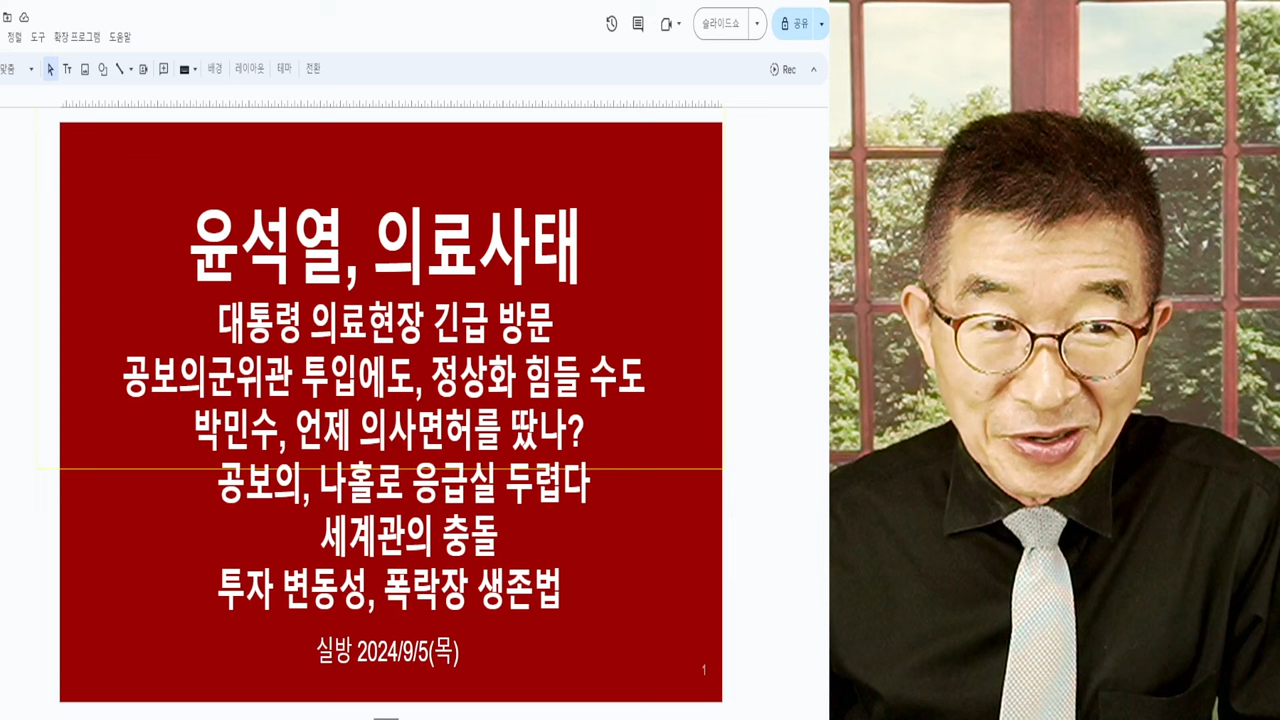 정렬 도구 확장 프로그램 도움말
슬라이드쇼
공유
맞춤
Tт
배경 레이아웃 테마 전환
Rec
윤석열, 의료사태
대통령 의료현장 긴급 방문
공보의군위관 투입에도, 정상화 힘들 수도
박민수, 언제 의사면허를 땄나?
공보의, 나홀로 응급실 두렵다
세계관의 충돌
투자 변동성, 폭락장 생존법
실방 2024/9/5(목)
1